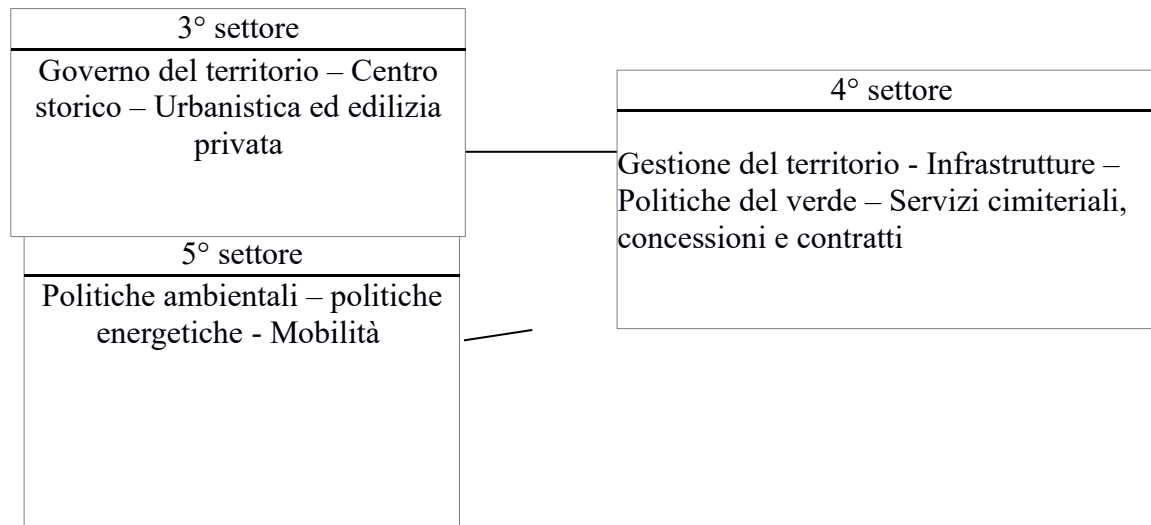 3° settore
Governo del territorio – Centro
storico – Urbanistica ed edilizia
privata
4° settore
Gestione del territorio - Infrastrutture –
Politiche del verde – Servizi cimiteriali,
concessioni e contratti
5° settore
Politiche ambientali – politiche
energetiche - Mobilità